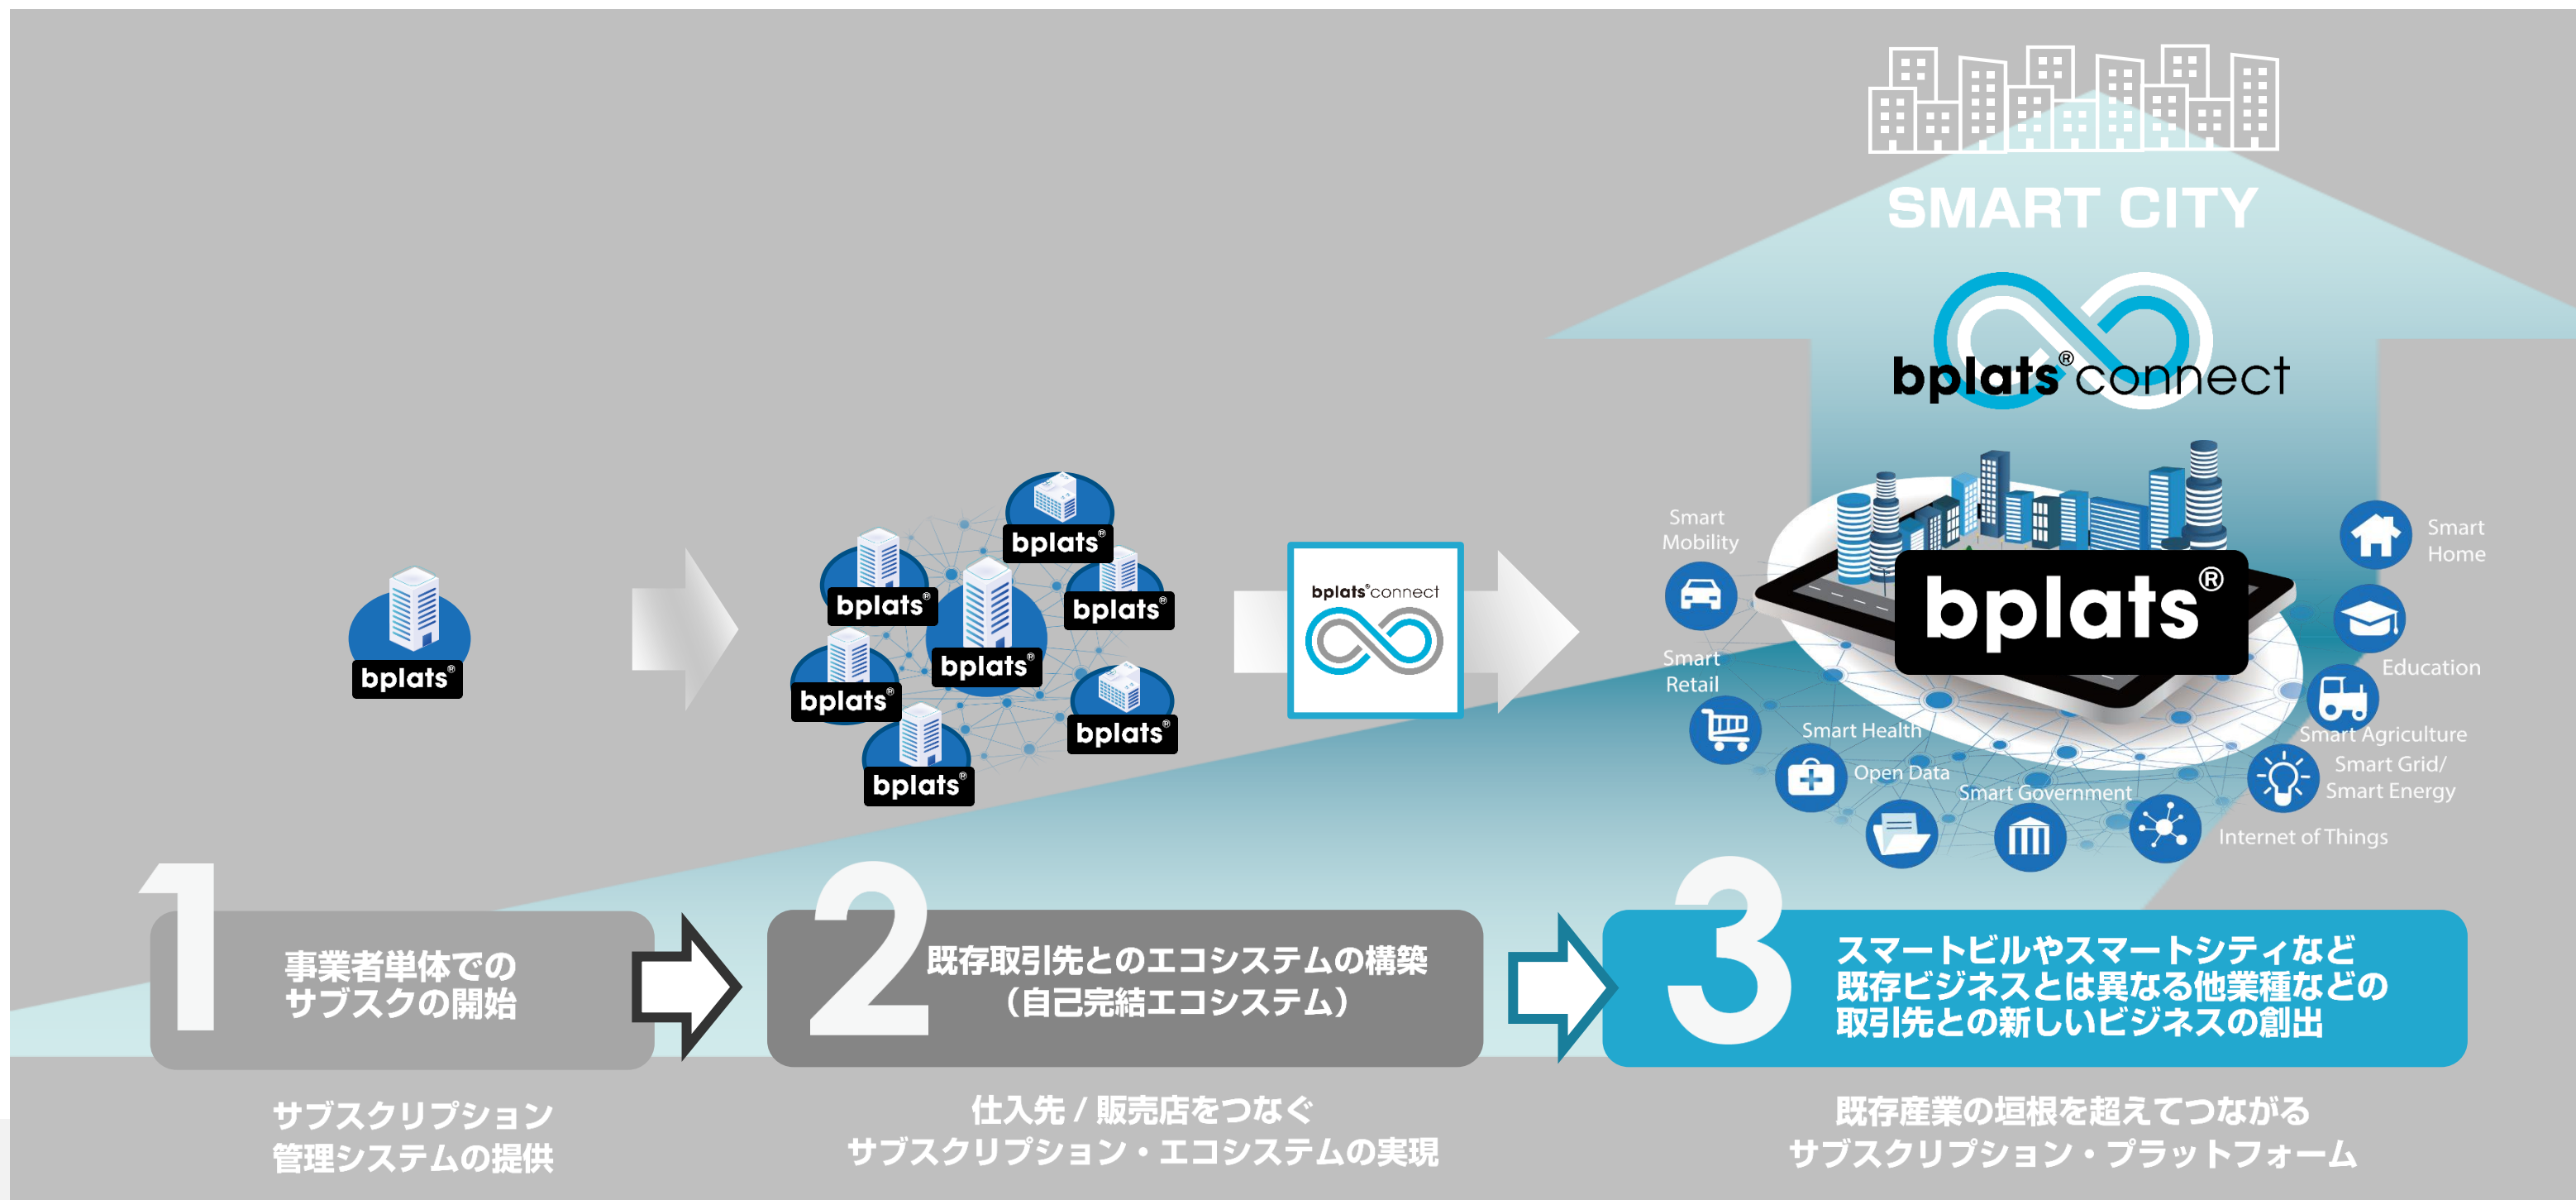 SMART CITY
bplats®connect
bplats®
bplats®
bplats®
bplats®
bplats®
bplats®
bplats®
bplats®
bplats®connect
bplats®
Smart
Mobility
Smart
Retail
Smart Health
Open Data
Smart Government
Internet of Things
Smart Grid/
Smart Energy
Smart Agriculture
Education
Smart
Home
1
事業者単体での
サブスクの開始
サブスクリプション
管理システムの提供
2
既存取引先とのエコシステムの構築
（自己完結エコシステム）
仕入先 / 販売店をつなぐ
サブスクリプション・エコシステムの実現
3
スマートビルやスマートシティなど
既存ビジネスとは異なる他業種などの
取引先との新しいビジネスの創出
既存産業の垣根を超えてつながる
サブスクリプション・プラットフォーム